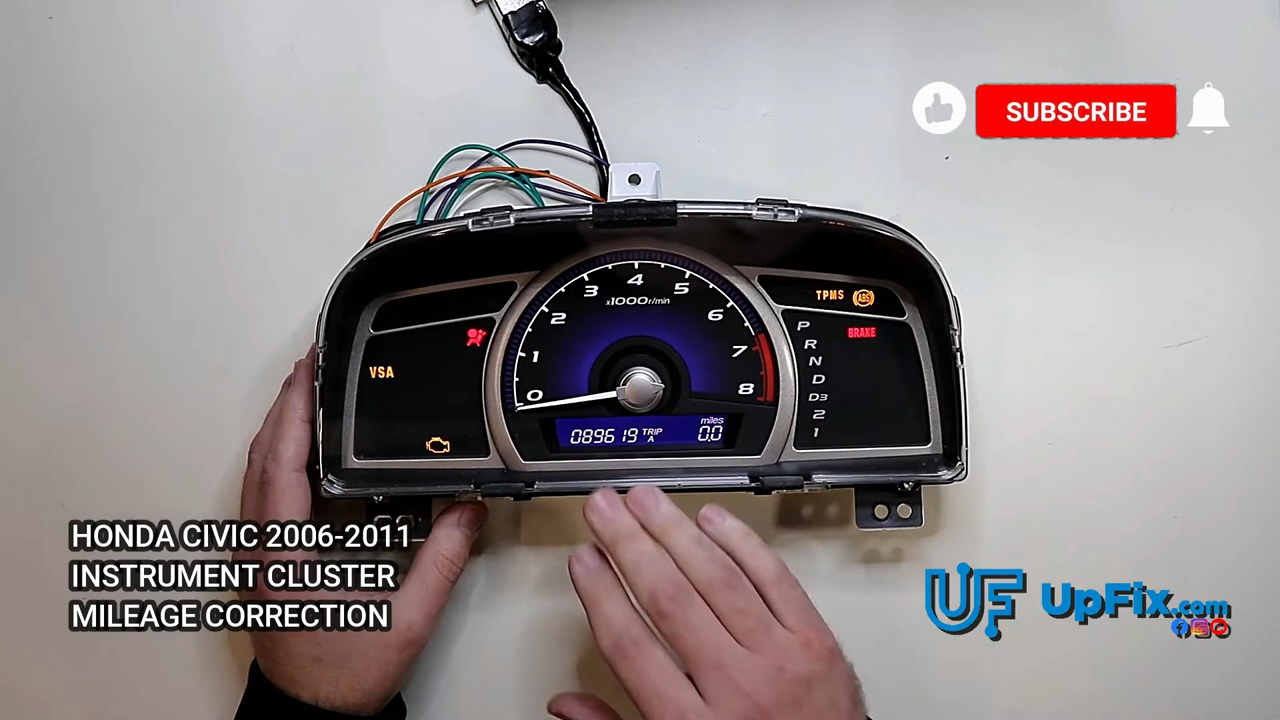 SUBSCRIBE
4
3
5
x1000r/min
2
6
1
7
0
8
TPMS ABS
BRAKE
P
R
N
D
D3
2
1
VSA
miles
089619 TRIP A 0.0
HONDA CIVIC 2006-2011
INSTRUMENT CLUSTER
MILEAGE CORRECTION
UF UpFix.com